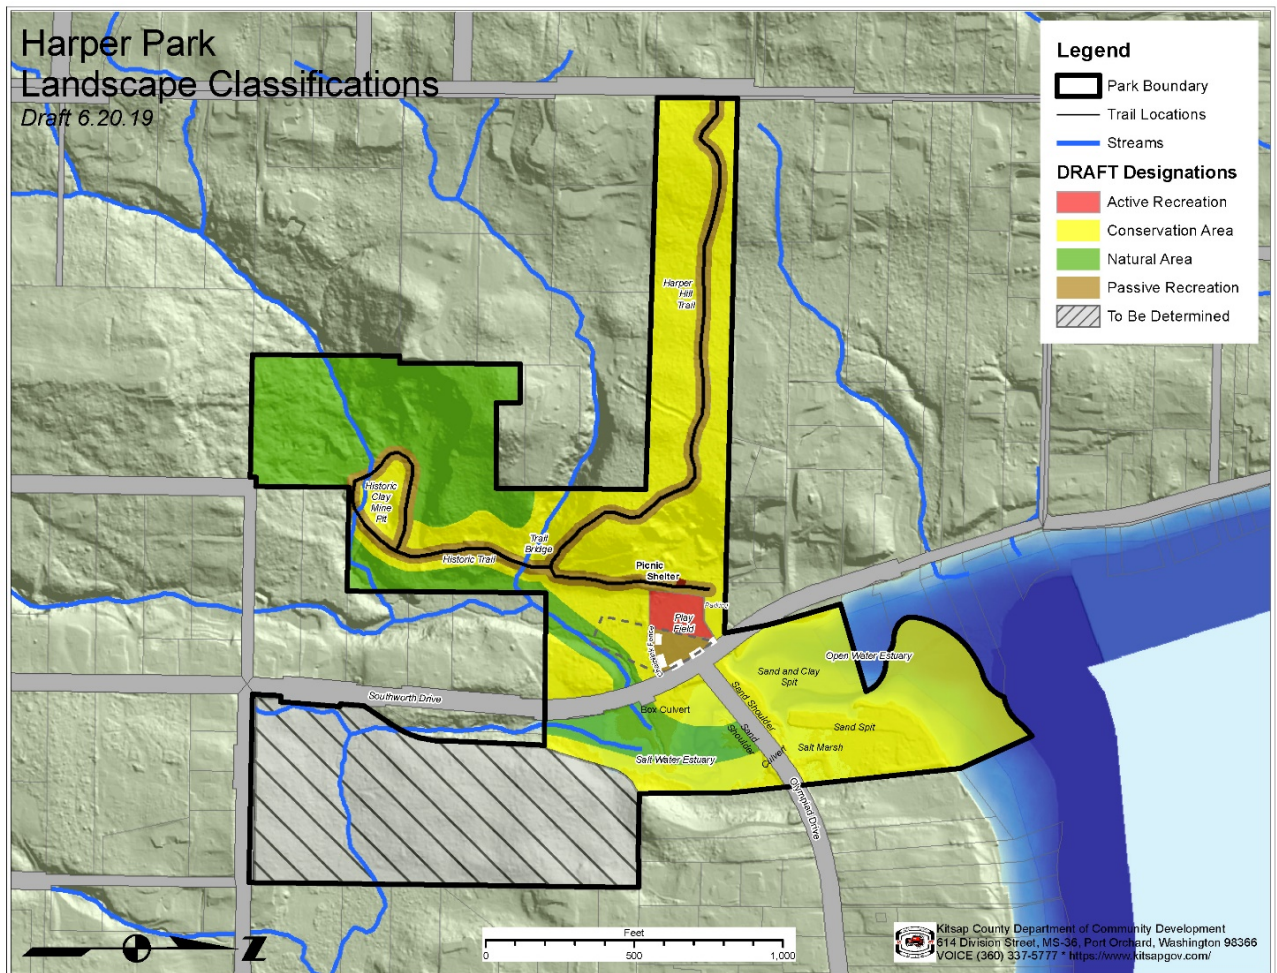 Harper Park
Landscape Classifications
Draft 6.20.19
Legend
Park Boundary
Trail Locations
Streams
DRAFT Designations
Active Recreation
Conservation Area
Natural Area
Passive Recreation
To Be Determined
Harper
Hill
Trail
Historic
Clay
Mine
Pit
Historic Trail
Trail
Bridge
Picnic
Shelter
Parking
Play
Field
Open Water Estuary
Sand and Clay
Spit
Sand Shoulder
Southworth Drive
Box Culvert
Sand
Shoulder
Sand Spit
Salt Marsh
Culvert
Salt Water Estuary
Olympiad Drive
Z
Feet
0 500 1,000
Kitsap County Department of Community Development
614 Division Street, MS-36, Port Orchard, Washington 98366
VOICE (360) 337-5777 * https://www.kitsapgov.com/